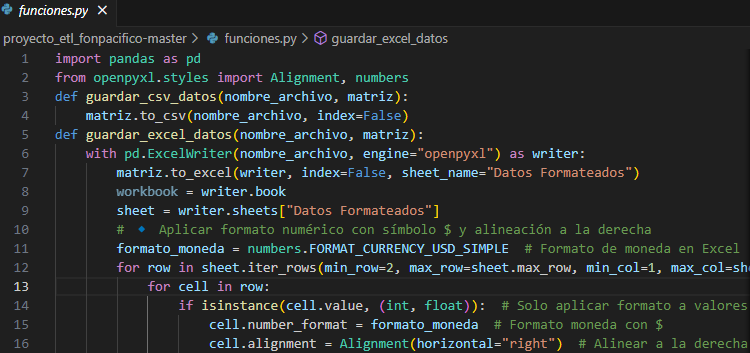 funciones.py ×
proyecto_etl_fonpacifico-master > funciones.py > guardar_excel_datos
1 import pandas as pd
2 from openpyxl.styles import Alignment, numbers
3 def guardar_csv_datos(nombre_archivo, matriz):
4 matriz.to_csv(nombre_archivo, index=False)
5 def guardar_excel_datos(nombre_archivo, matriz):
6 with pd.ExcelWriter(nombre_archivo, engine="openpyxl") as writer:
7 matriz.to_excel(writer, index=False, sheet_name="Datos Formateados")
8 workbook = writer.book
9 sheet = writer.sheets["Datos Formateados"]
10 # 🔹 Aplicar formato numérico con símbolo $ y alineación a la derecha
11 formato_moneda = numbers.FORMAT_CURRENCY_USD_SIMPLE # Formato de moneda en Excel
12 for row in sheet.iter_rows(min_row=2, max_row=sheet.max_row, min_col=1, max_col=sh
13 for cell in row:
14 if isinstance(cell.value, (int, float)): # Solo aplicar formato a valores
15 cell.number_format = formato_moneda # Formato moneda con $
16 cell.alignment = Alignment(horizontal="right") # Alinear a la derecha